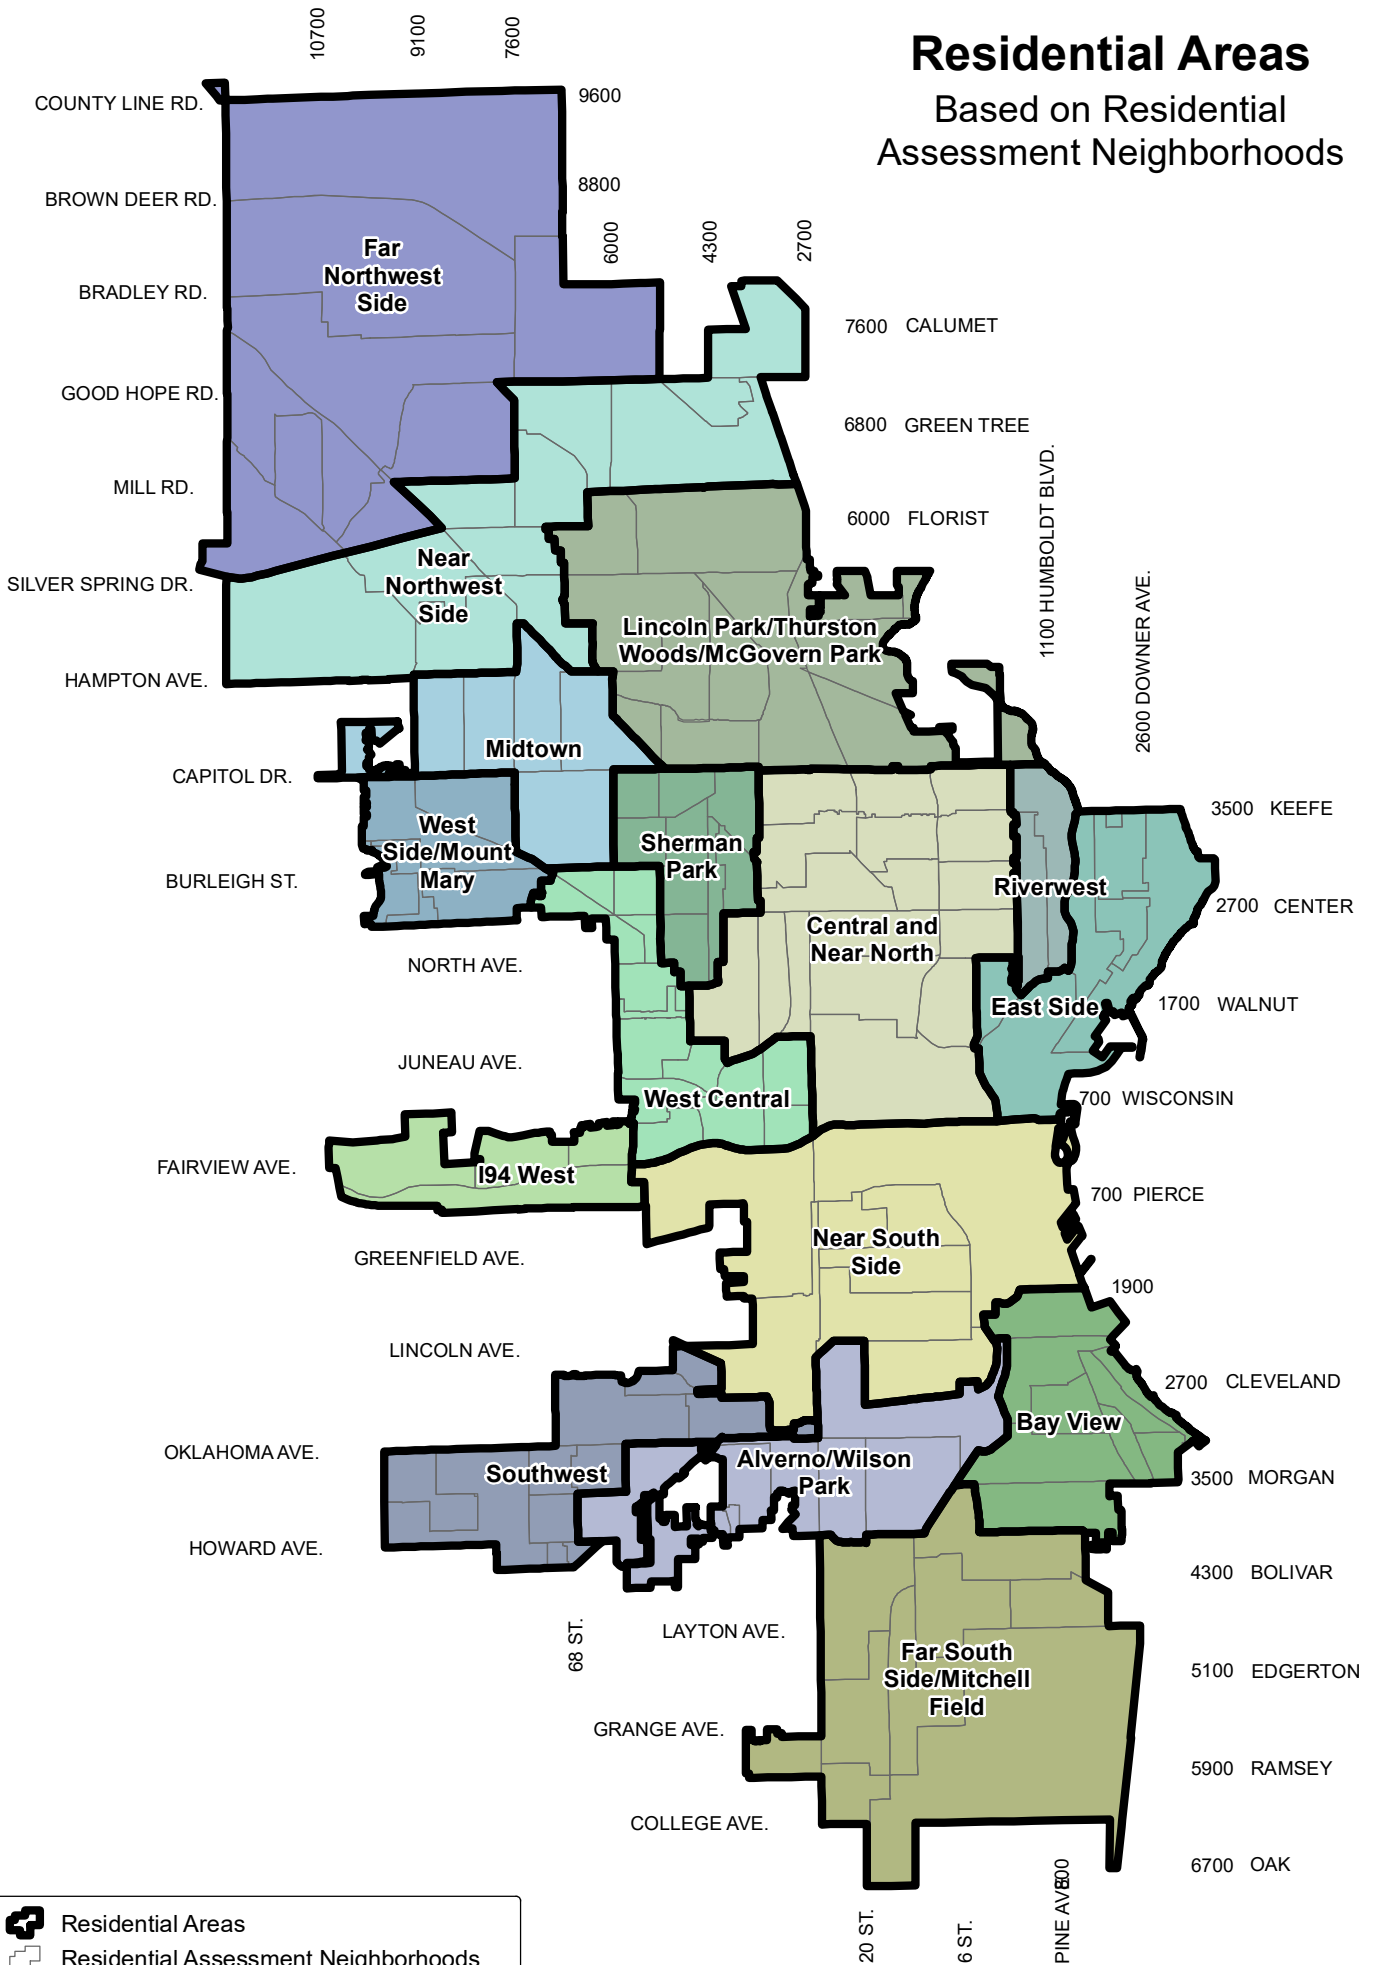 Residential Areas
Based on Residential
Assessment Neighborhoods
10700
9100
7600
COUNTY LINE RD.
9600
BROWN DEER RD.
8800
6000
4300
2700
Far
Northwest
Side
BRADLEY RD.
7600 CALUMET
GOOD HOPE RD.
6800 GREEN TREE
MILL RD.
6000 FLORIST
1100 HUMBOLDT BLVD.
2600 DOWNER AVE.
SILVER SPRING DR.
Near
Northwest
Side
Lincoln Park/Thurston
Woods/McGovern Park
HAMPTON AVE.
Midtown
CAPITOL DR.
3500 KEEFE
West
Side/Mount
Mary
Sherman
Park
Riverwest
BURLEIGH ST.
2700 CENTER
Central and
Near North
NORTH AVE.
East Side
1700 WALNUT
JUNEAU AVE.
West Central
700 WISCONSIN
FAIRVIEW AVE.
I94 West
700 PIERCE
GREENFIELD AVE.
Near South
Side
1900
LINCOLN AVE.
2700 CLEVELAND
Bay View
OKLAHOMA AVE.
Southwest
Alverno/Wilson
Park
3500 MORGAN
HOWARD AVE.
4300 BOLIVAR
68 ST.
LAYTON AVE.
Far South
Side/Mitchell
Field
5100 EDGERTON
GRANGE AVE.
5900 RAMSEY
COLLEGE AVE.
6700 OAK
20 ST.
6 ST.
800
PINE AVE.
Residential Areas
Residential Assessment Neighborhoods